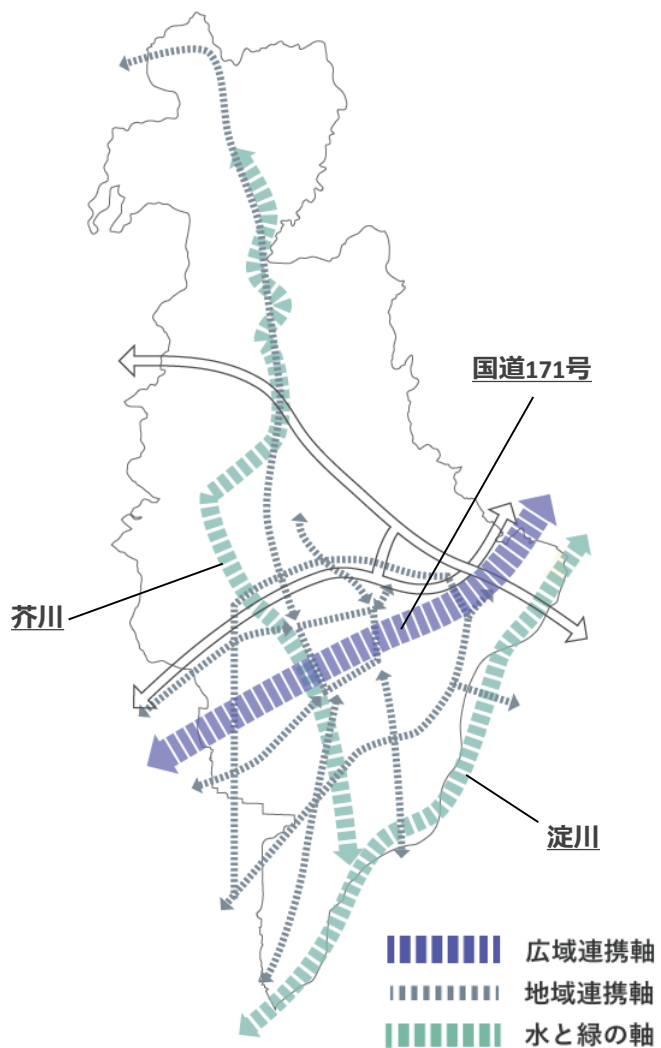 国道171号
芥川
淀川
広域連携軸
地域連携軸
水と緑の軸